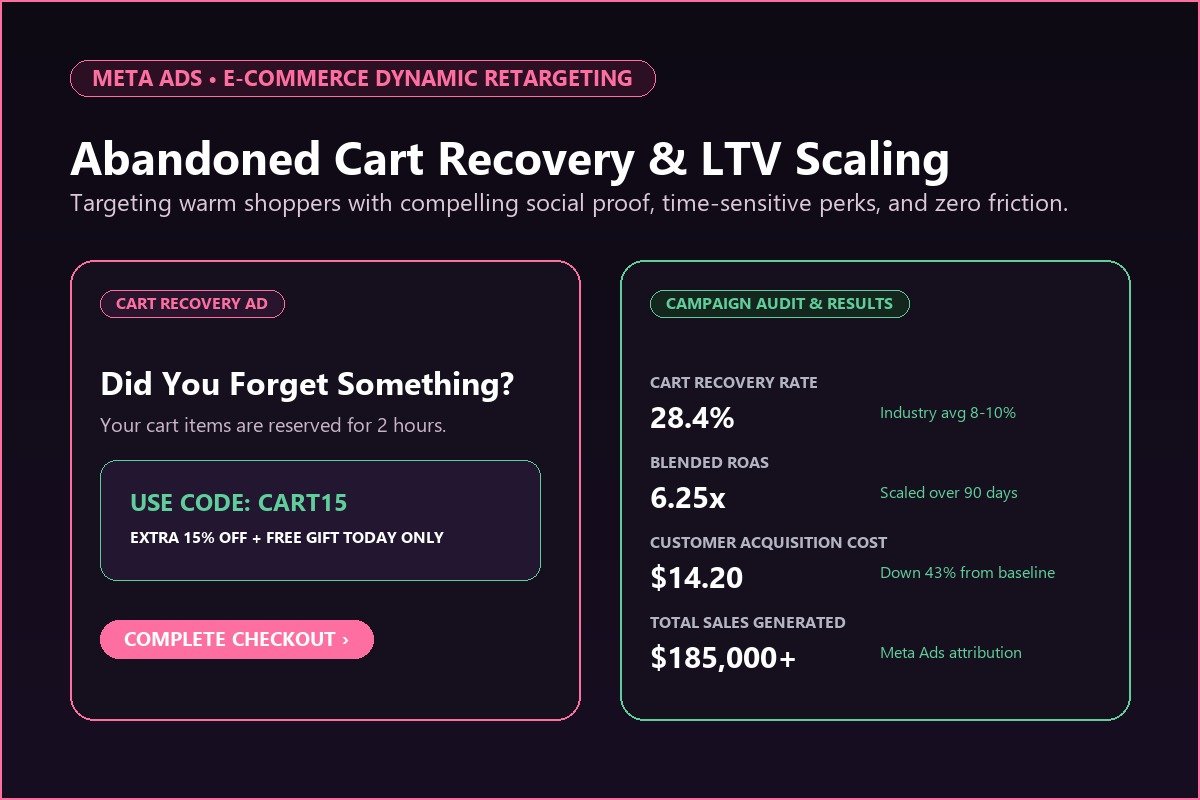 META ADS • E-COMMERCE DYNAMIC RETARGETING
Abandoned Cart Recovery & LTV Scaling
Targeting warm shoppers with compelling social proof, time-sensitive perks, and zero friction.
CART RECOVERY AD
Did You Forget Something?
Your cart items are reserved for 2 hours.
USE CODE: CART15
EXTRA 15% OFF + FREE GIFT TODAY ONLY
COMPLETE CHECKOUT ›
CAMPAIGN AUDIT & RESULTS
CART RECOVERY RATE
28.4%
Industry avg 8-10%
BLENDED ROAS
6.25x
Scaled over 90 days
CUSTOMER ACQUISITION COST
$14.20
Down 43% from baseline
TOTAL SALES GENERATED
$185,000+
Meta Ads attribution